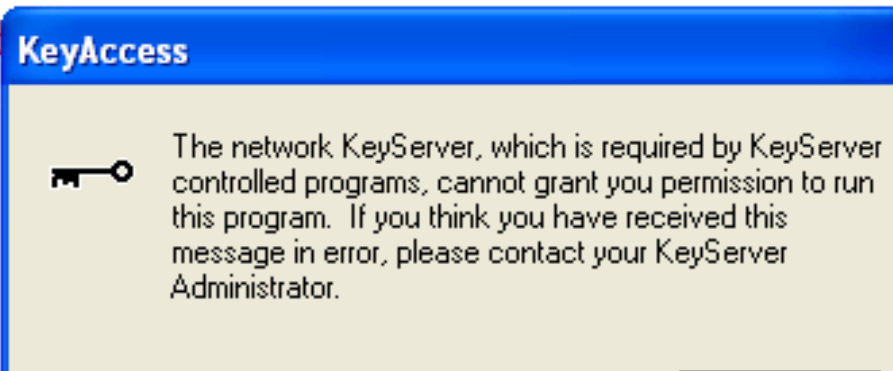 KeyAccess
The network KeyServer, which is required by KeyServer
controlled programs, cannot grant you permission to run
this program.  If you think you have received this
message in error, please contact your KeyServer
Administrator.